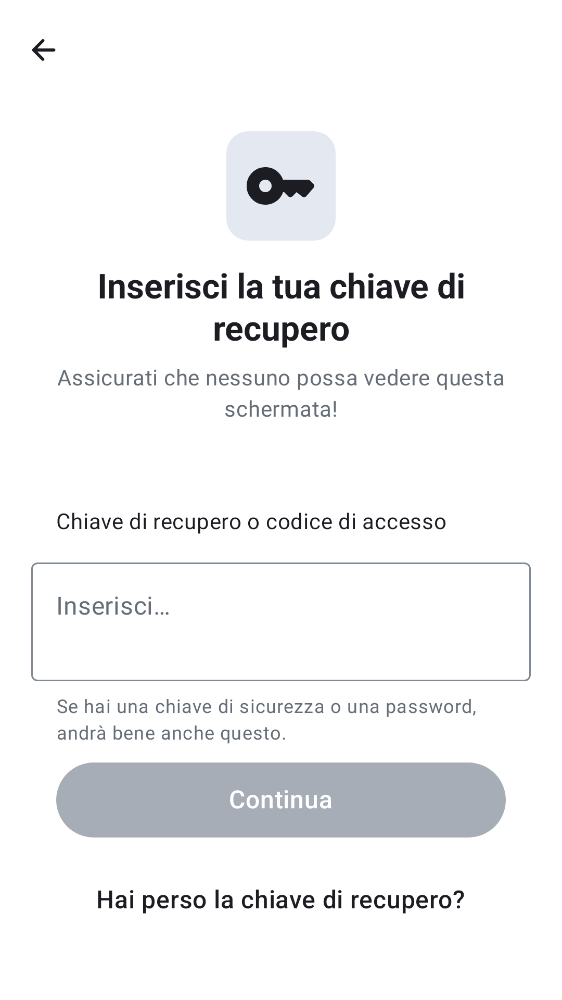 Inserisci la tua chiave di
recupero
Assicurati che nessuno possa vedere questa
schermata!
Chiave di recupero o codice di accesso
Inserisci…
Se hai una chiave di sicurezza o una password,
andrà bene anche questo.
Continua
Hai perso la chiave di recupero?